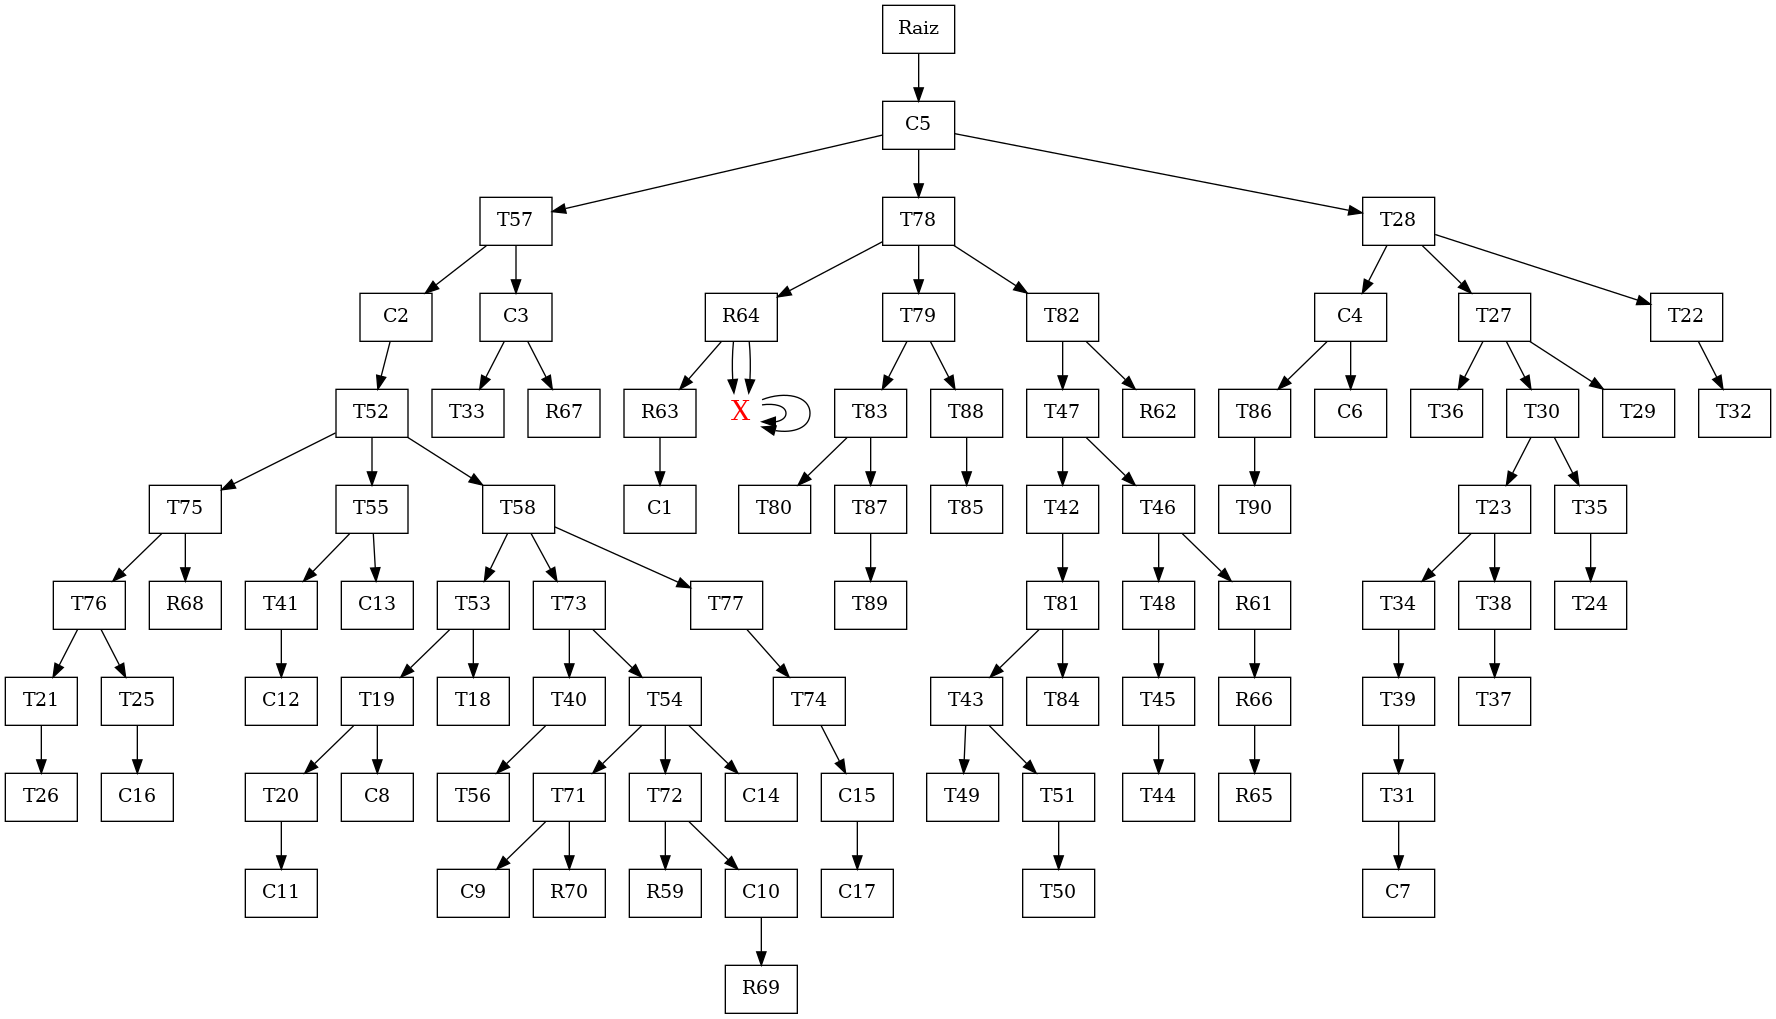 Raiz
C5
T57 T78 T28
C2 C3 R64 T79 T82 C4 T27 T22
T52 T33 R67 R63 X T83 T88 T47 R62 T86 C6 T36 T30 T29 T32
T75 T55 T58 C1 T80 T87 T85 T42 T46 T90 T23 T35
T76 R68 T41 C13 T53 T73 T77 T89 T81 T48 R61 T34 T38 T24
T21 T25 C12 T19 T18 T40 T54 T74 T43 T84 T45 R66 T39 T37
T26 C16 T20 C8 T56 T71 T72 C14 C15 T49 T51 T44 R65 T31
C11 C9 R70 R59 C10 C17 T50 C7
R69